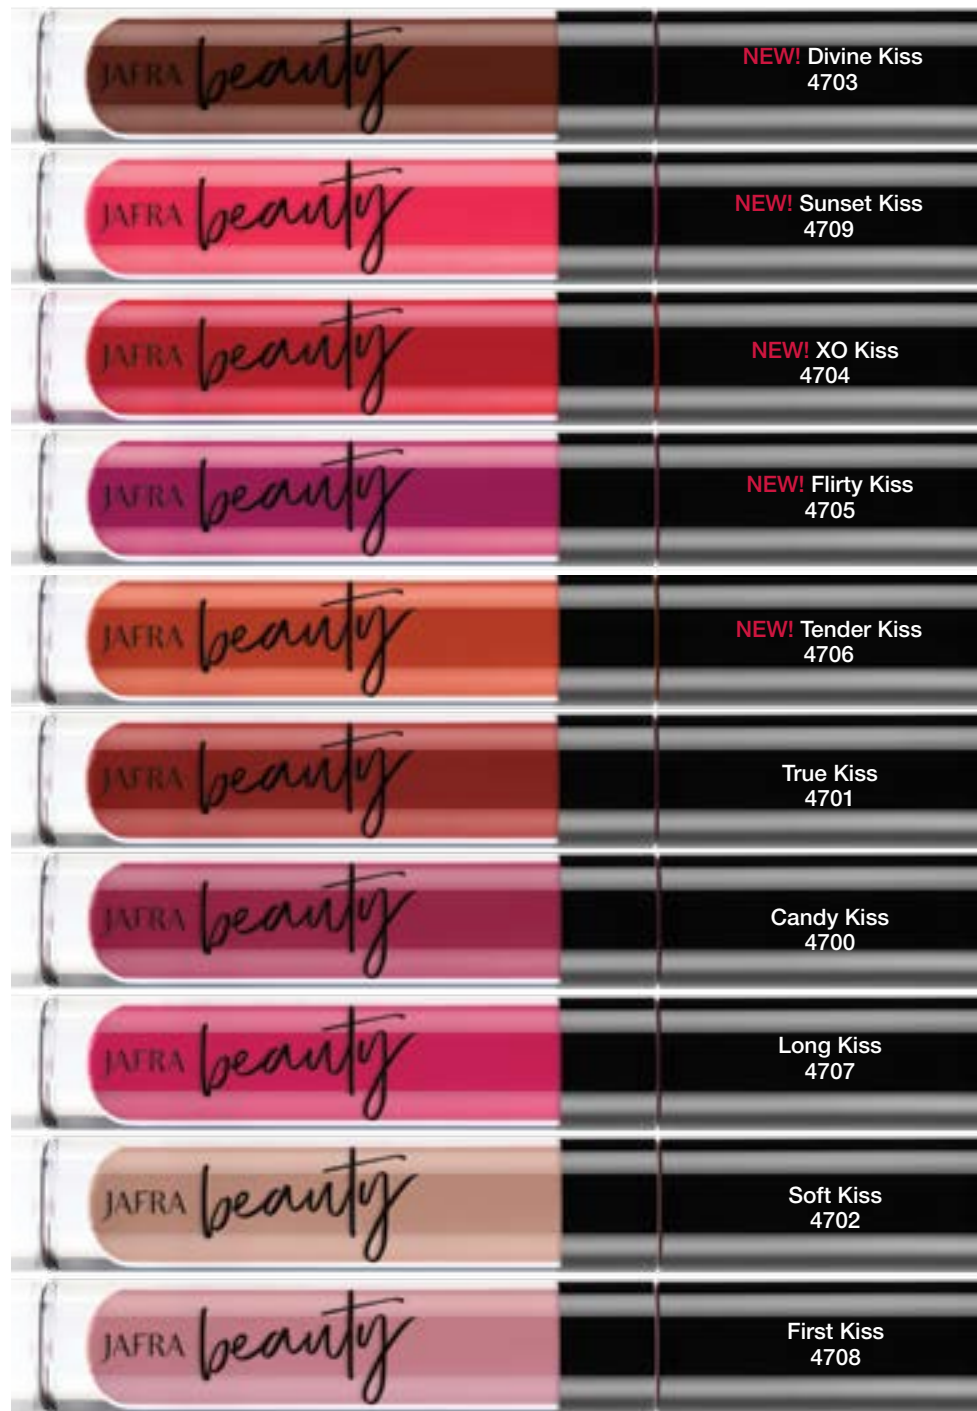 JAFRA beauty
NEW! Divine Kiss
4703
JAFRA beauty
NEW! Sunset Kiss
4709
JAFRA beauty
NEW! XO Kiss
4704
JAFRA beauty
NEW! Flirty Kiss
4705
JAFRA beauty
NEW! Tender Kiss
4706
JAFRA beauty
True Kiss
4701
JAFRA beauty
Candy Kiss
4700
JAFRA beauty
Long Kiss
4707
JAFRA beauty
Soft Kiss
4702
JAFRA beauty
First Kiss
4708